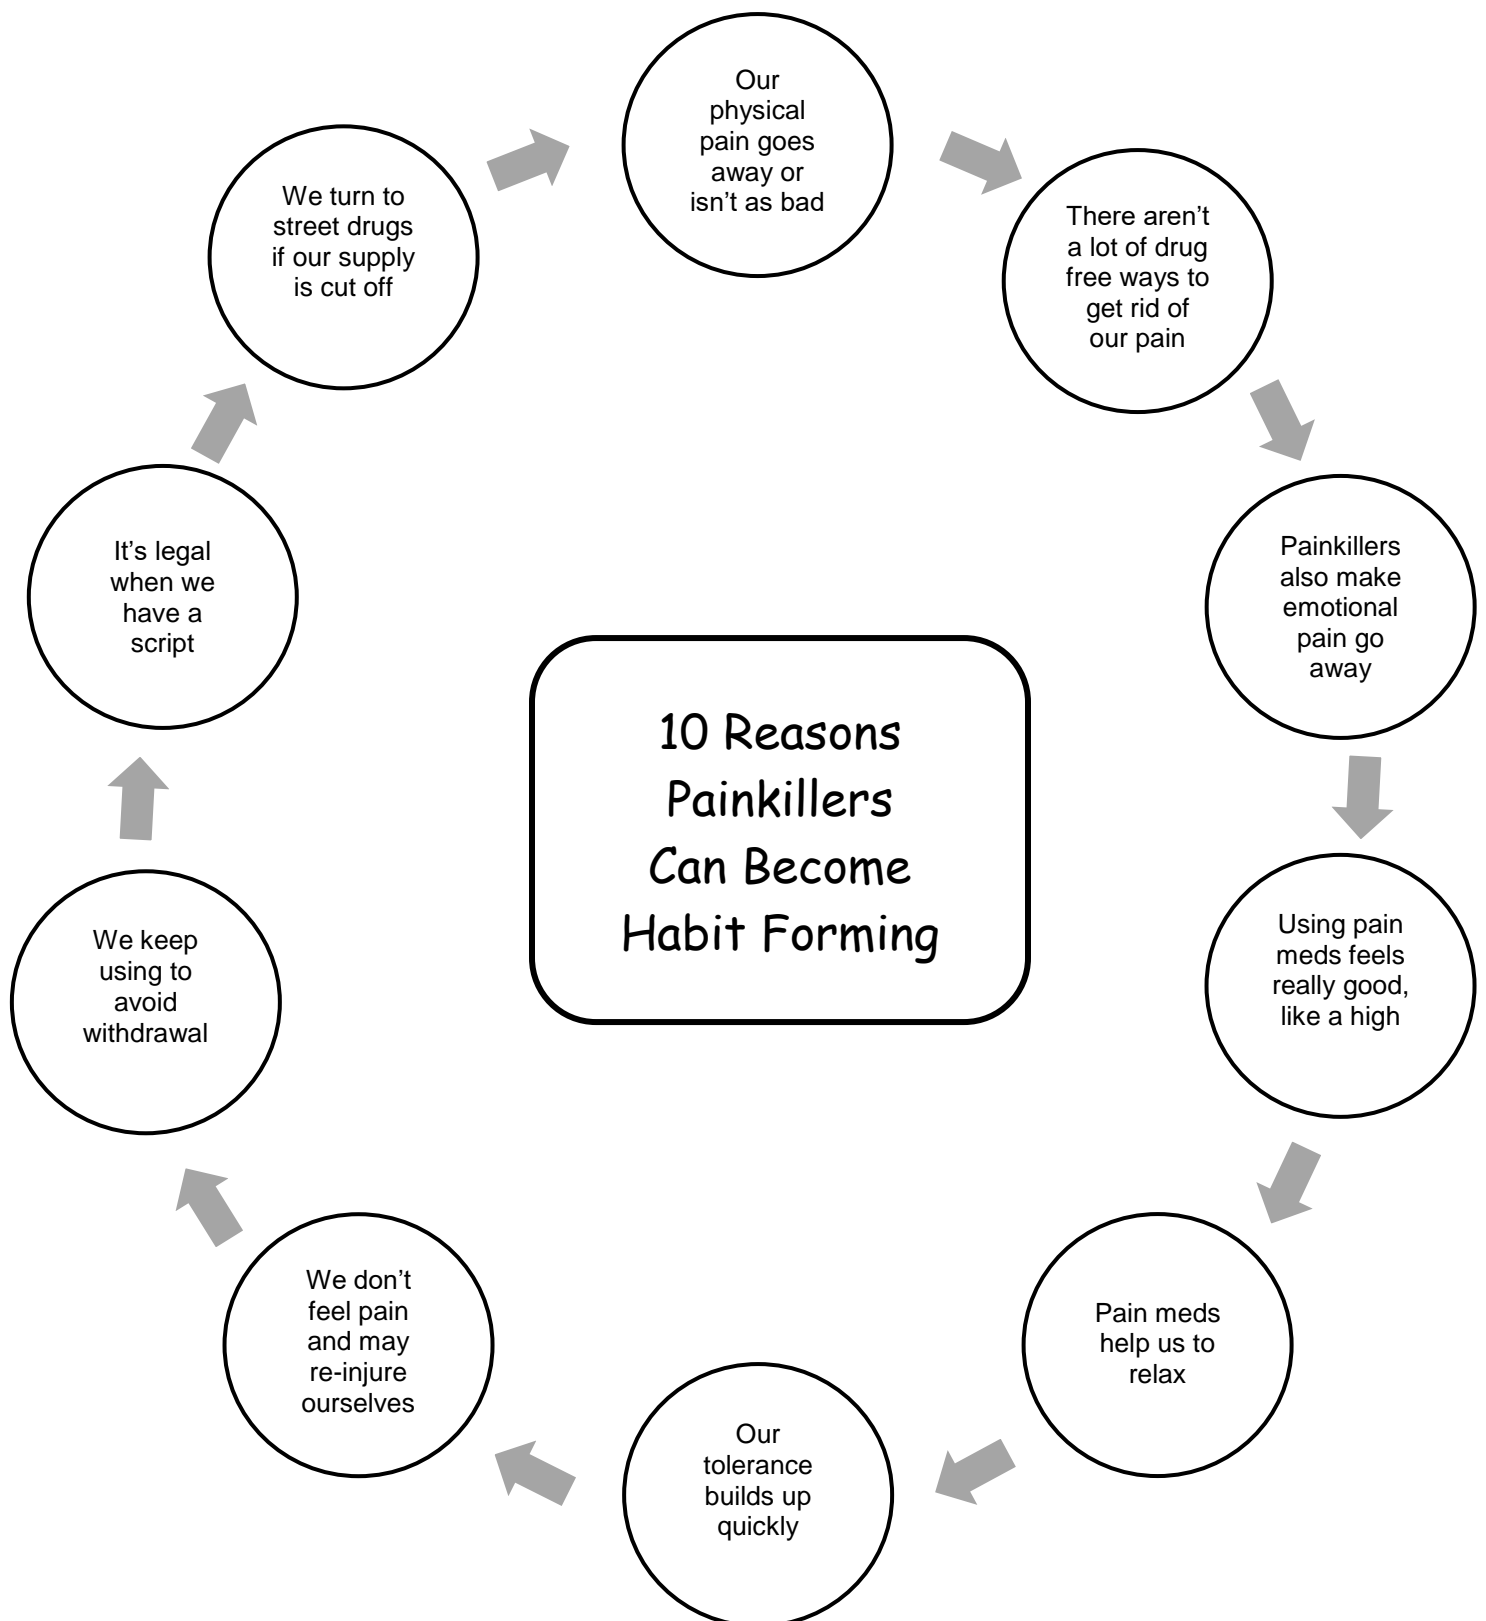 Our
physical
pain goes
away or
isn't as bad
There aren't
a lot of drug
free ways to
get rid of
our pain
Painkillers
also make
emotional
pain go
away
Using pain
meds feels
really good,
like a high
Pain meds
help us to
relax
Our
tolerance
builds up
quickly
We don't
feel pain
and may
re-injure
ourselves
We keep
using to
avoid
withdrawal
It's legal
when we
have a
script
We turn to
street drugs
if our supply
is cut off
10 Reasons
Painkillers
Can Become
Habit Forming